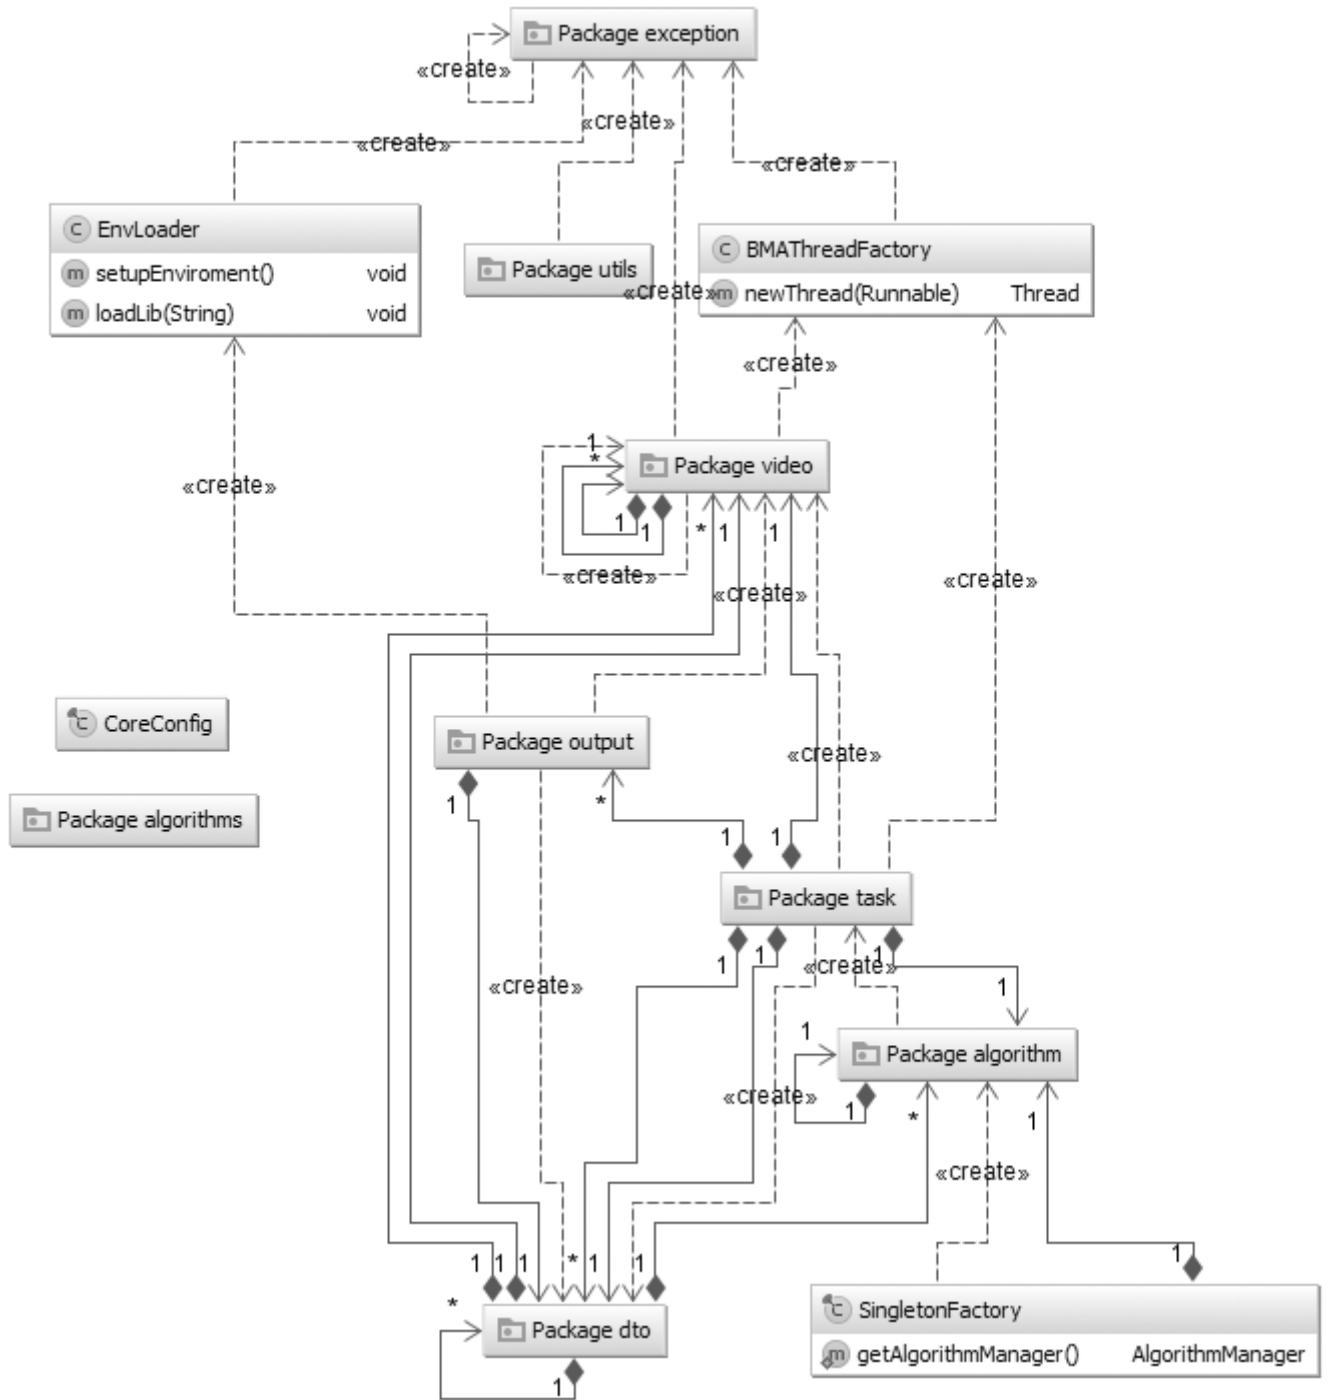 Package exception
«create»
«create»
«create»
«create»
EnvLoader
setupEnviroment() void
loadLib(String) void
Package utils
BMAThreadFactory
newThread(Runnable) Thread
«create»
«create»
1
*
Package video
«create»
1 1
* 1 1
«create»
«create»
«create»
CoreConfig
Package output
«create»
Package algorithms
1
*
1 1
Package task
1 1 1
«create»
«create»
1
1
Package algorithm
«create»
1
* 1
«create»
1
1 1 1 * 1 1
*
Package dto
1
SingletonFactory
getAlgorithmManager() AlgorithmManager